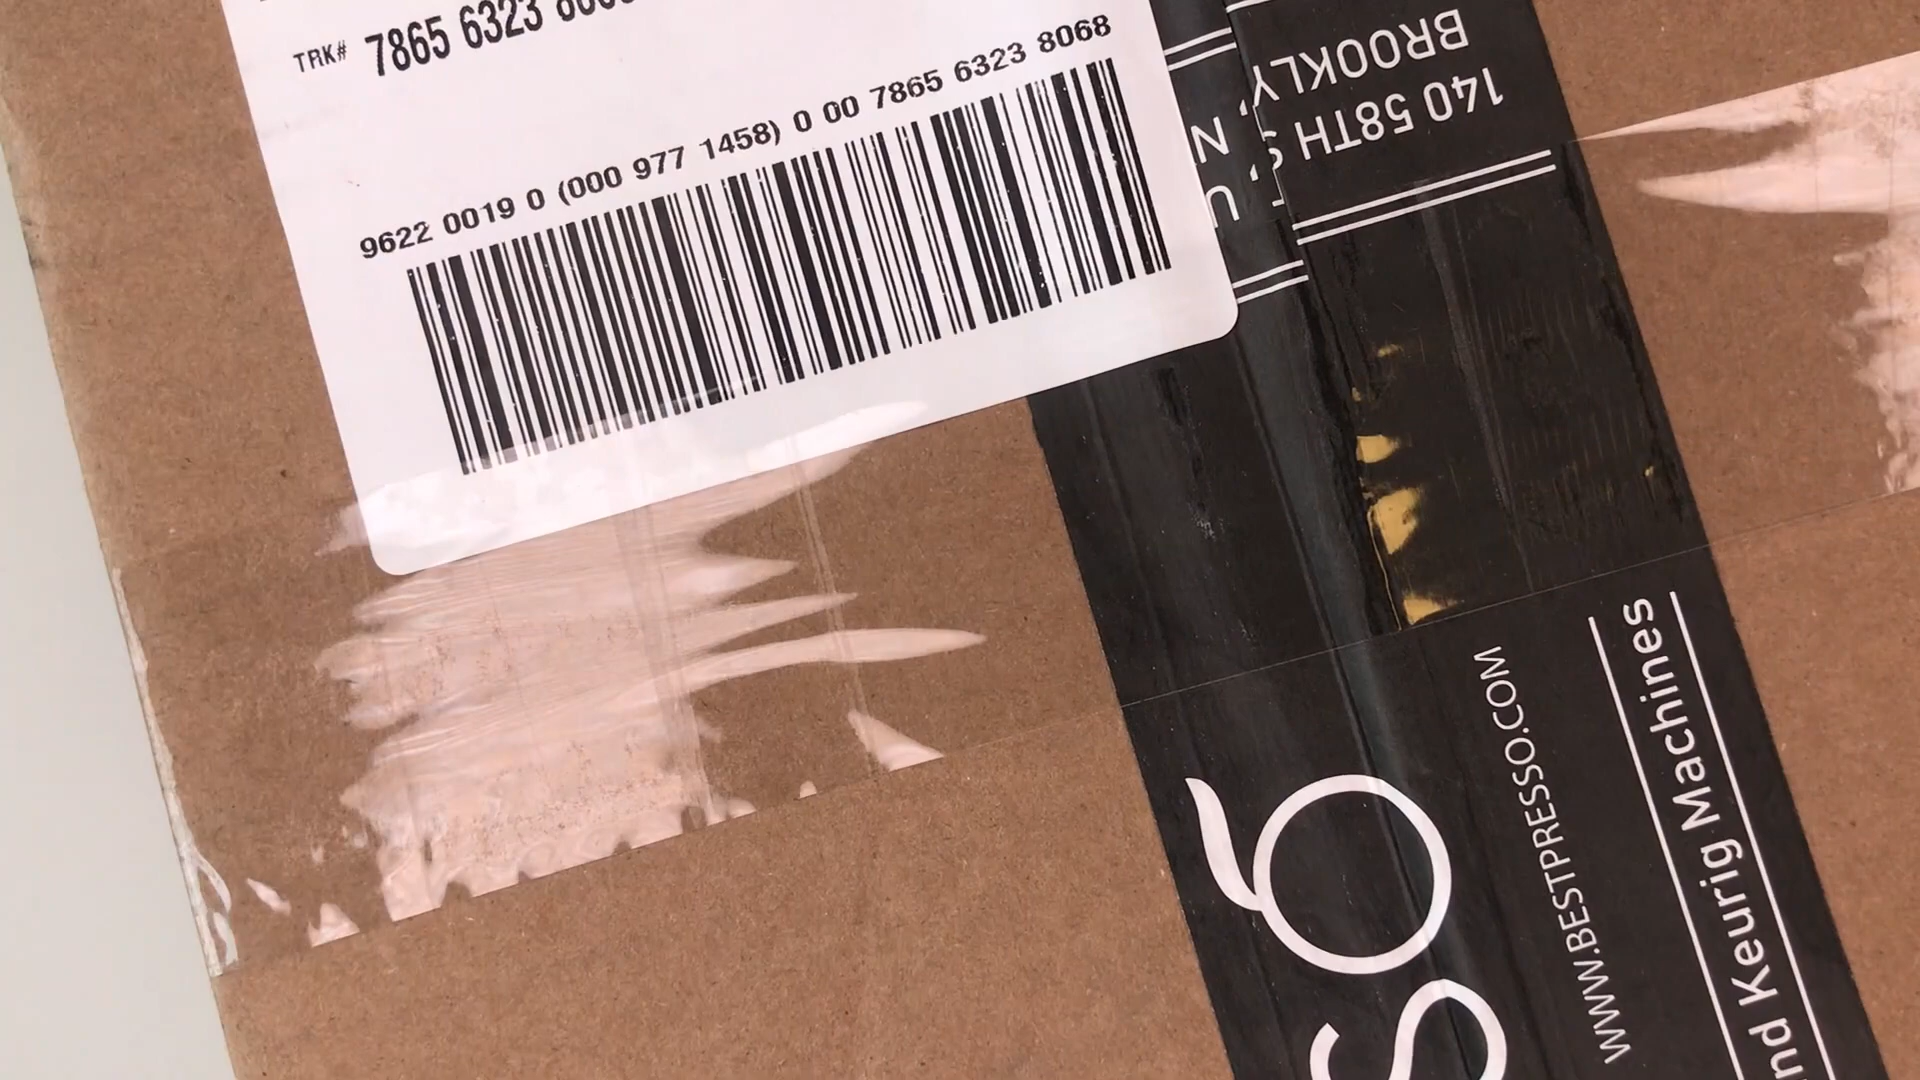 TRK# 7865 6323
9622 0019 0 (000 977 1458) 0 00 7865 6323 8068
140 58TH
BROOKLY
, N
U
WWW.BESTPRESSO.COM
nd Keurig Machines
so